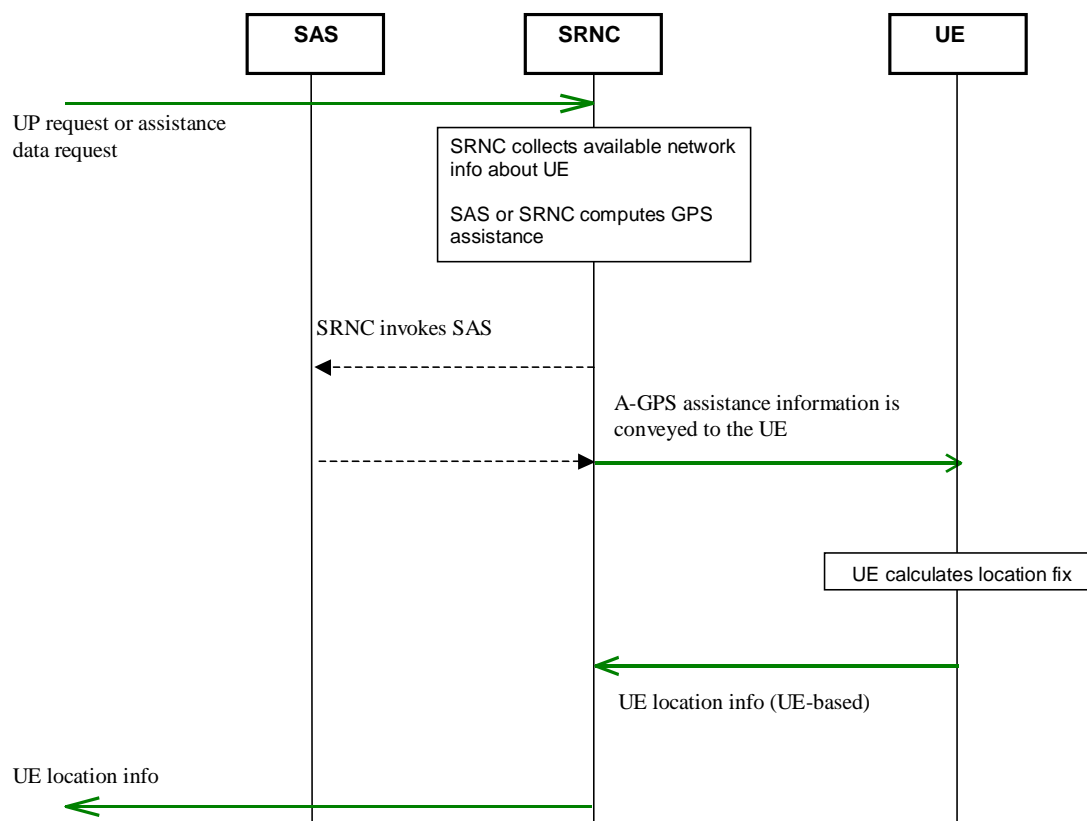 SAS
SRNC
UE
UP request or assistance
data request
SRNC collects available network
info about UE
SAS or SRNC computes GPS
assistance
SRNC invokes SAS
A-GPS assistance information is
conveyed to the UE
UE calculates location fix
UE location info (UE-based)
UE location info